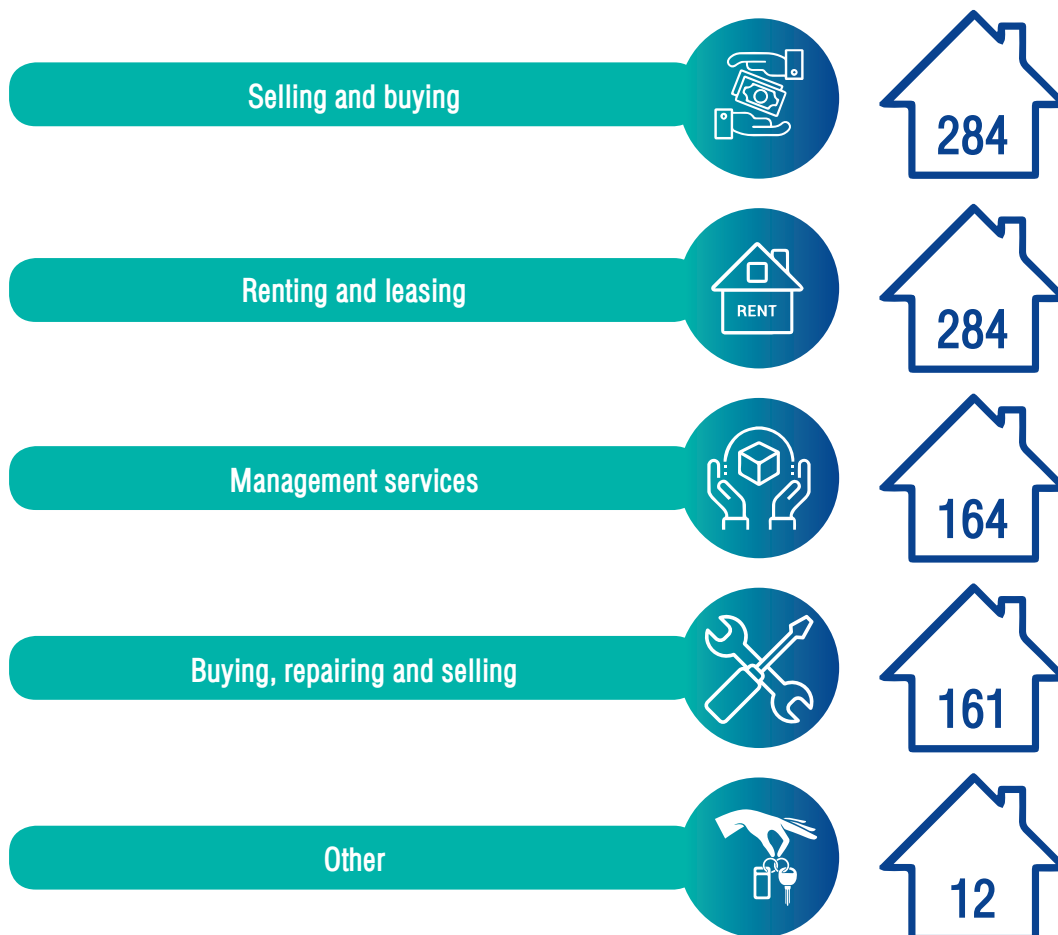 Selling and buying
284
Renting and leasing
RENT
284
Management services
164
Buying, repairing and selling
161
Other
12